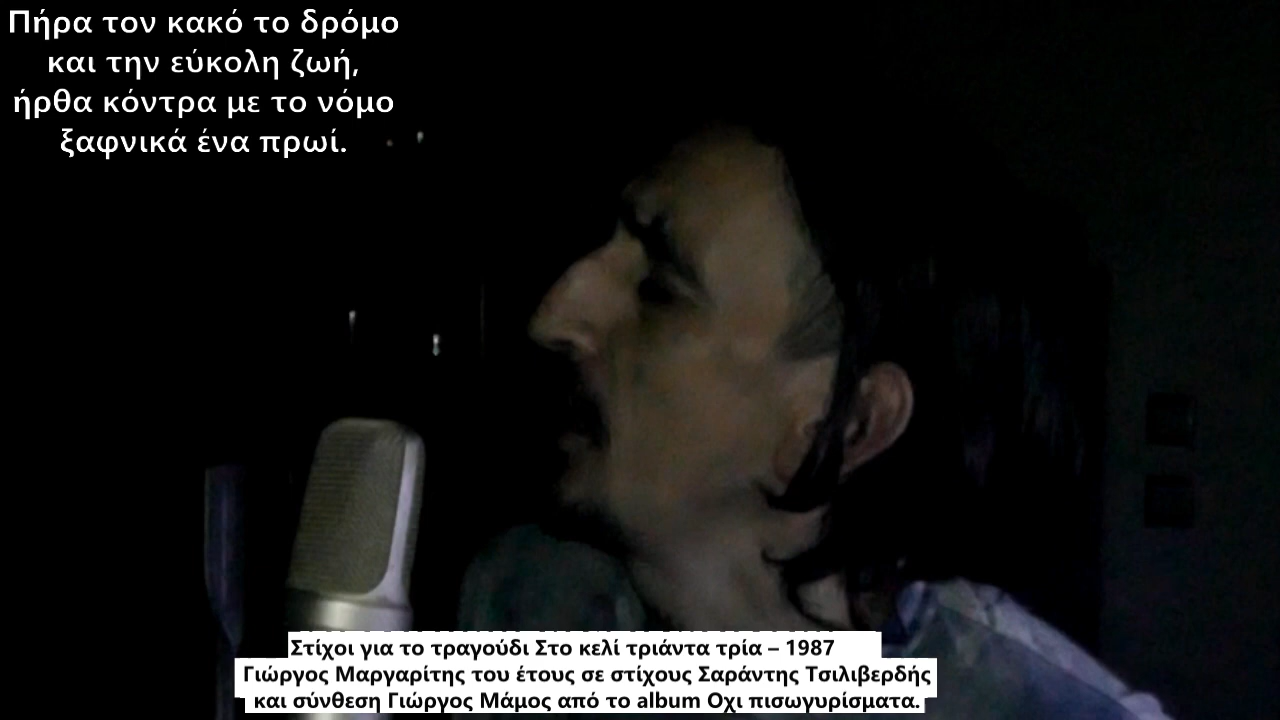 Πήρα τον κακό το δρόμο
και την εύκολη ζωή,
ήρθα κόντρα με το νόμο
ξαφνικά ένα πρωί.
Στίχοι για το τραγούδι Στο κελί τριάντα τρία – 1987
Γιώργος Μαργαρίτης του έτους σε στίχους Σαράντης Τσιλιβερδής
και σύνθεση Γιώργος Μάμος από το album Οχι πισωγυρίσματα.